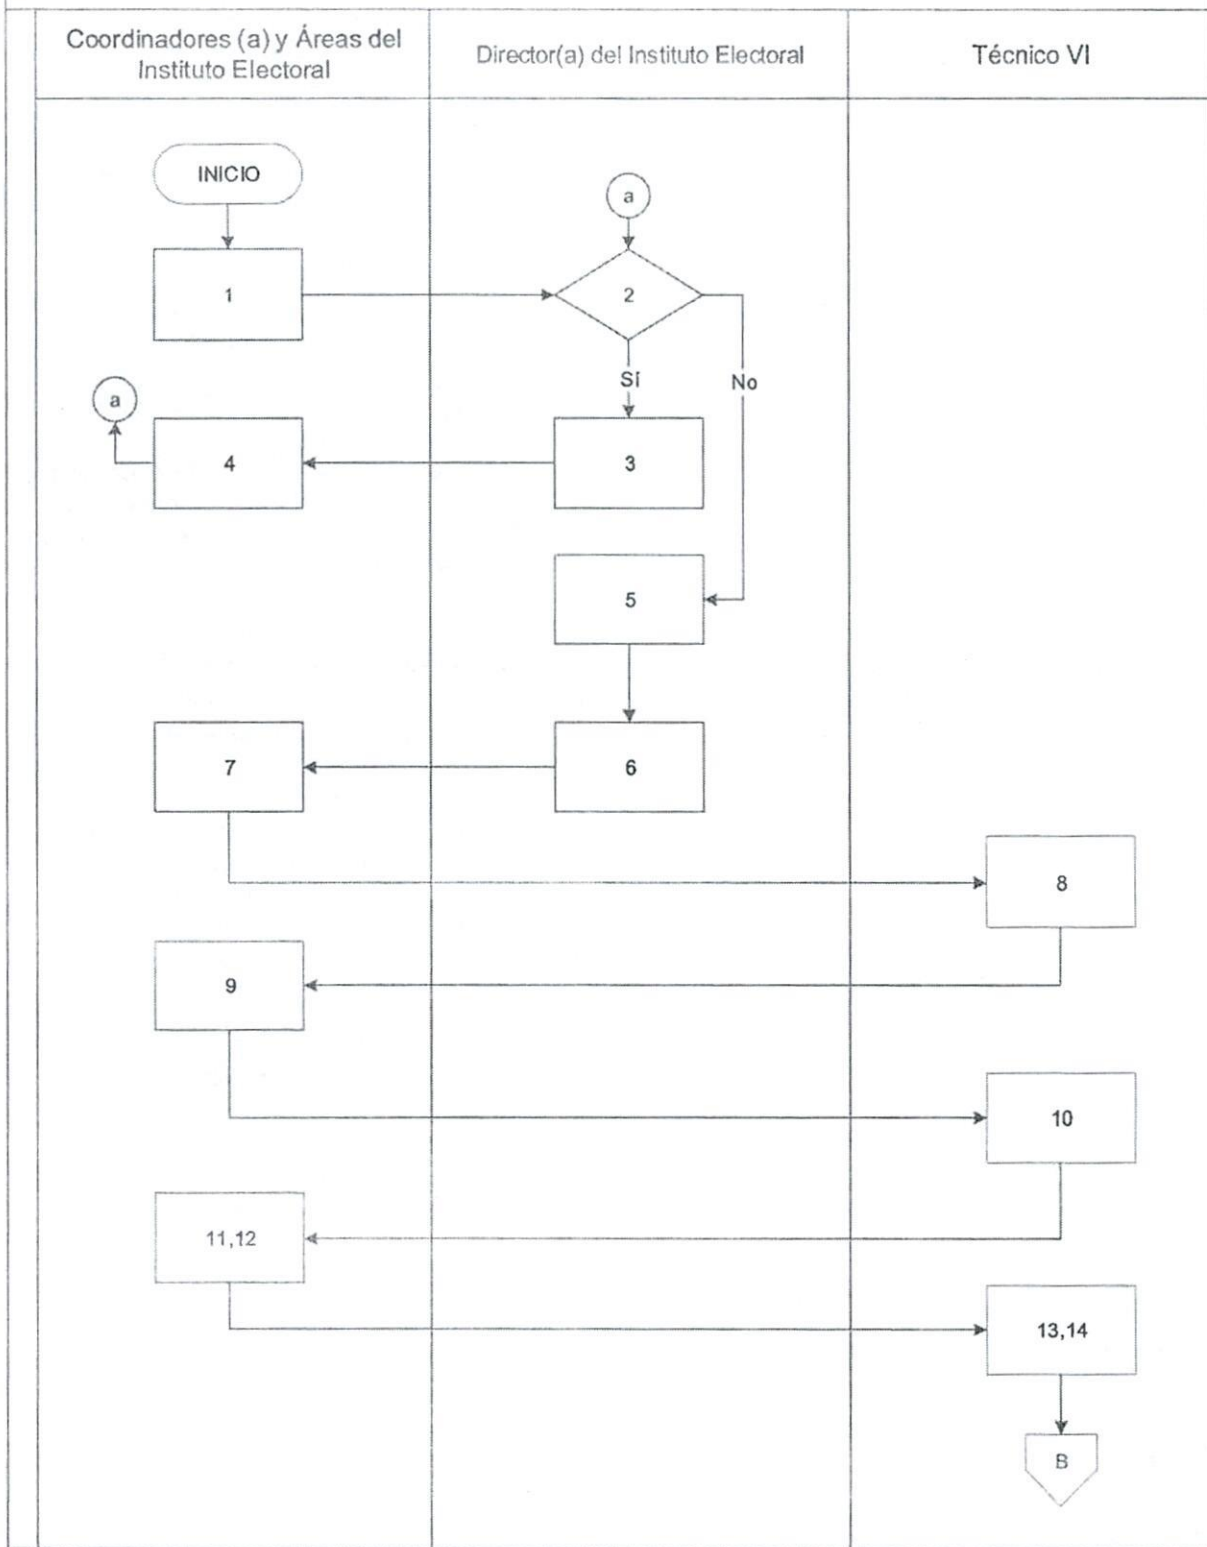 Coordinadores (a) y Áreas del
Instituto Electoral
Director(a) del Instituto Electoral
Técnico VI
INICIO
a
1
2
Sí
No
a
4
3
5
7
6
8
9
10
11,12
13,14
B